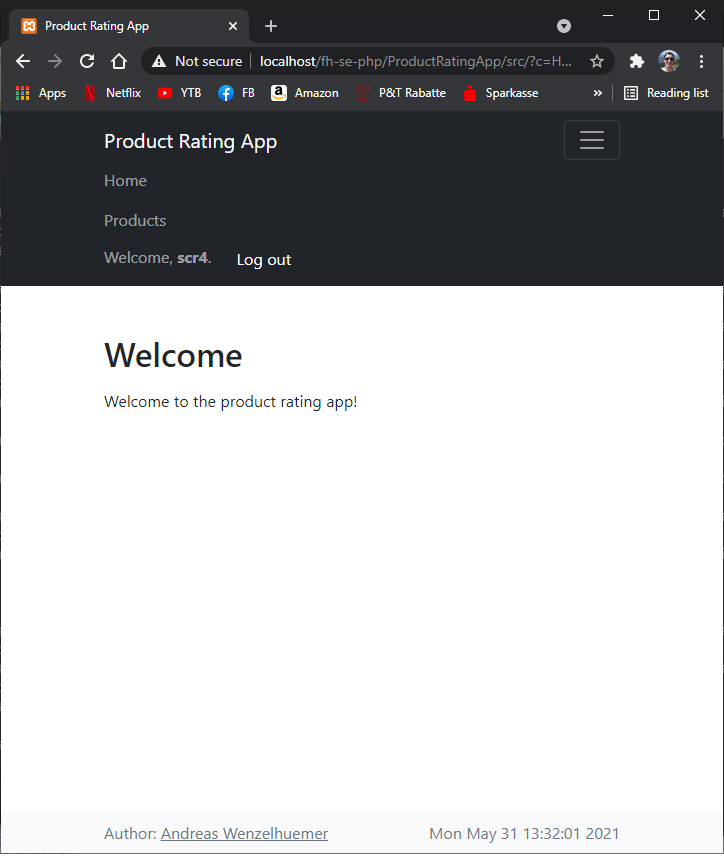 Product Rating App
Not secure | localhost/fh-se-php/ProductRatingApp/src/?c=H...
Apps Netflix YTB FB Amazon P&T Rabatte Sparkasse » Reading list
Product Rating App
Home
Products
Welcome, scr4. Log out
Welcome
Welcome to the product rating app!
Author: Andreas Wenzelhuemer Mon May 31 13:32:01 2021